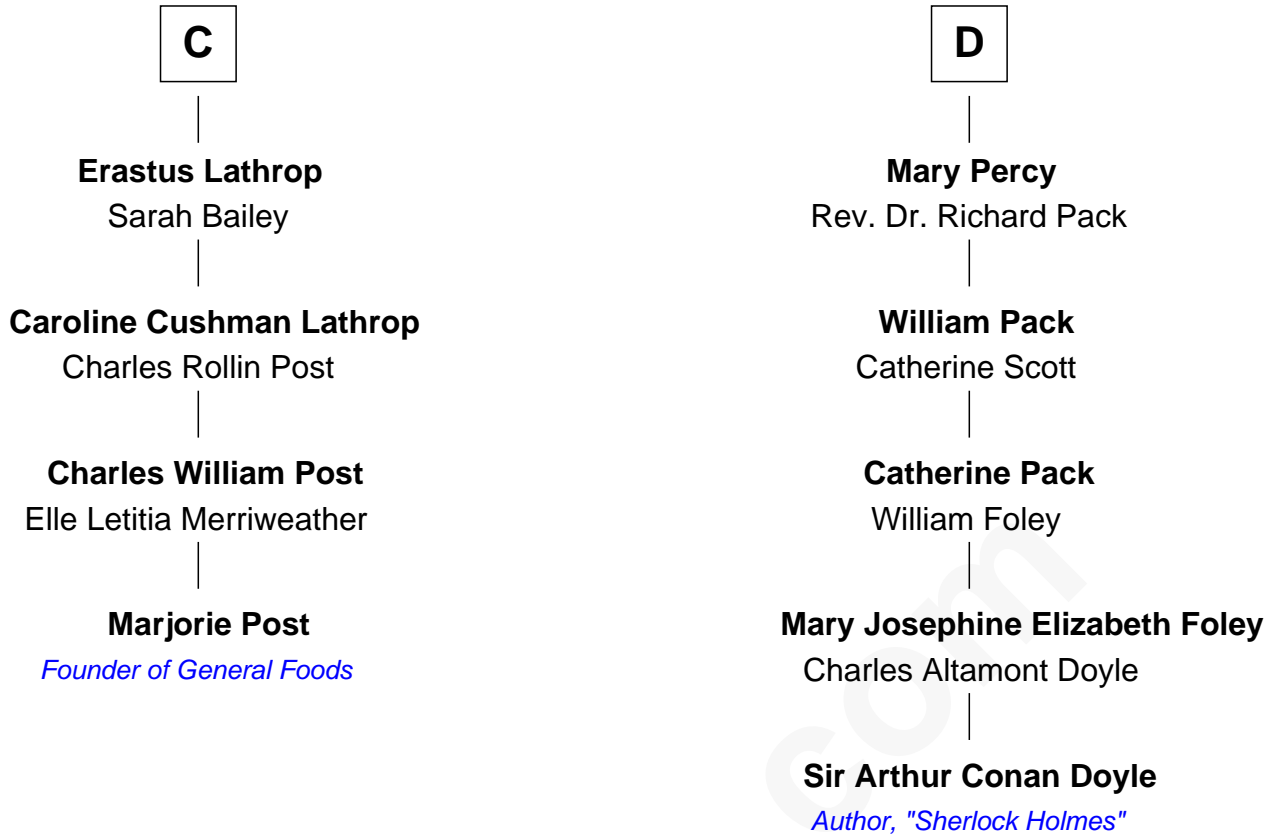 C
Erastus Lathrop
Sarah Bailey
Caroline Cushman Lathrop
Charles Rollin Post
Charles William Post
Elle Letitia Merriweather
Marjorie Post
Founder of General Foods
D
Mary Percy
Rev. Dr. Richard Pack
William Pack
Catherine Scott
Catherine Pack
William Foley
Mary Josephine Elizabeth Foley
Charles Altamont Doyle
Sir Arthur Conan Doyle
Author, "Sherlock Holmes"
com